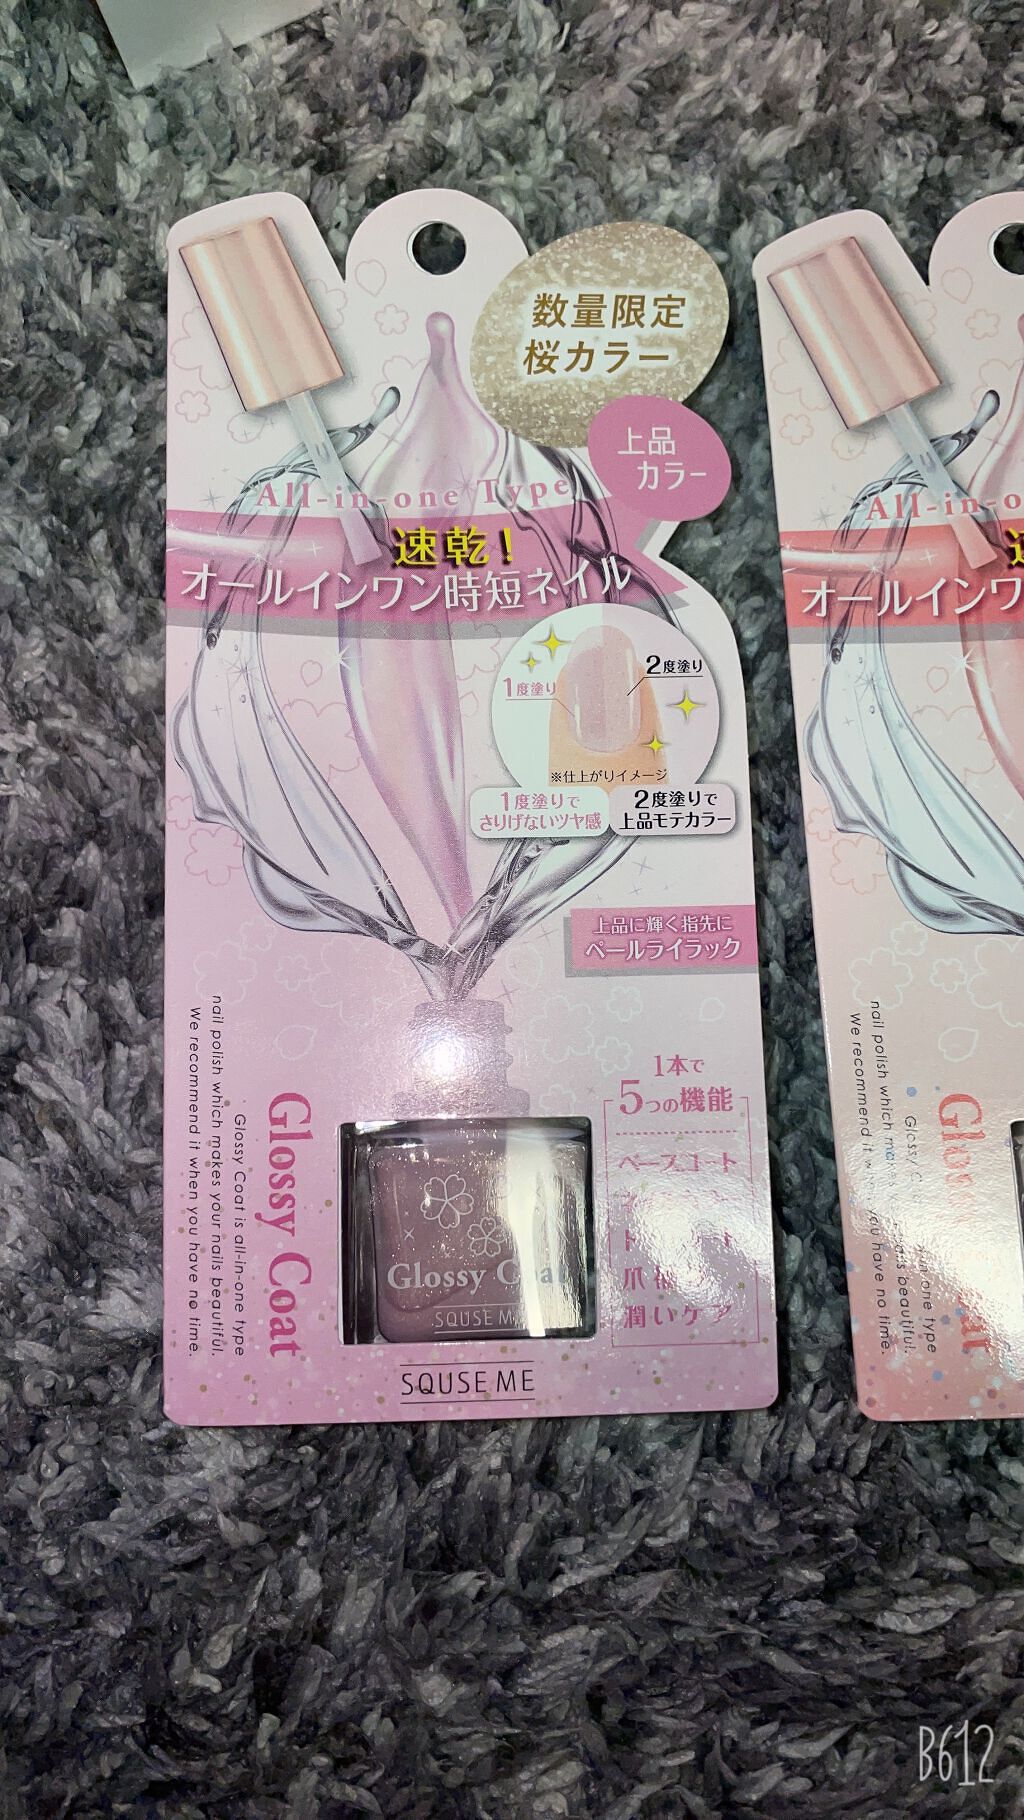 数量限定
桜カラー
上品
カラー
All-in-one Type
速乾!
オールインワン時短ネイル
1度塗り
2度塗り
※仕上がりイメージ
1度塗りで
さりげないツヤ感
2度塗りで
上品モテカラー
上品に輝く指先に
ペールライラック
1本で
5つの機能
ベースコート
潤いケア
Glossy Coat
Glossy Coat is all-in-one type
nail polish which makes your nails beautiful.
We recommend it when you have no time.
Glossy Coat
SQUSE ME
SQUSE ME
All-in-o
オールインワ
nail polish which
We recommend it
you have no time.
B612